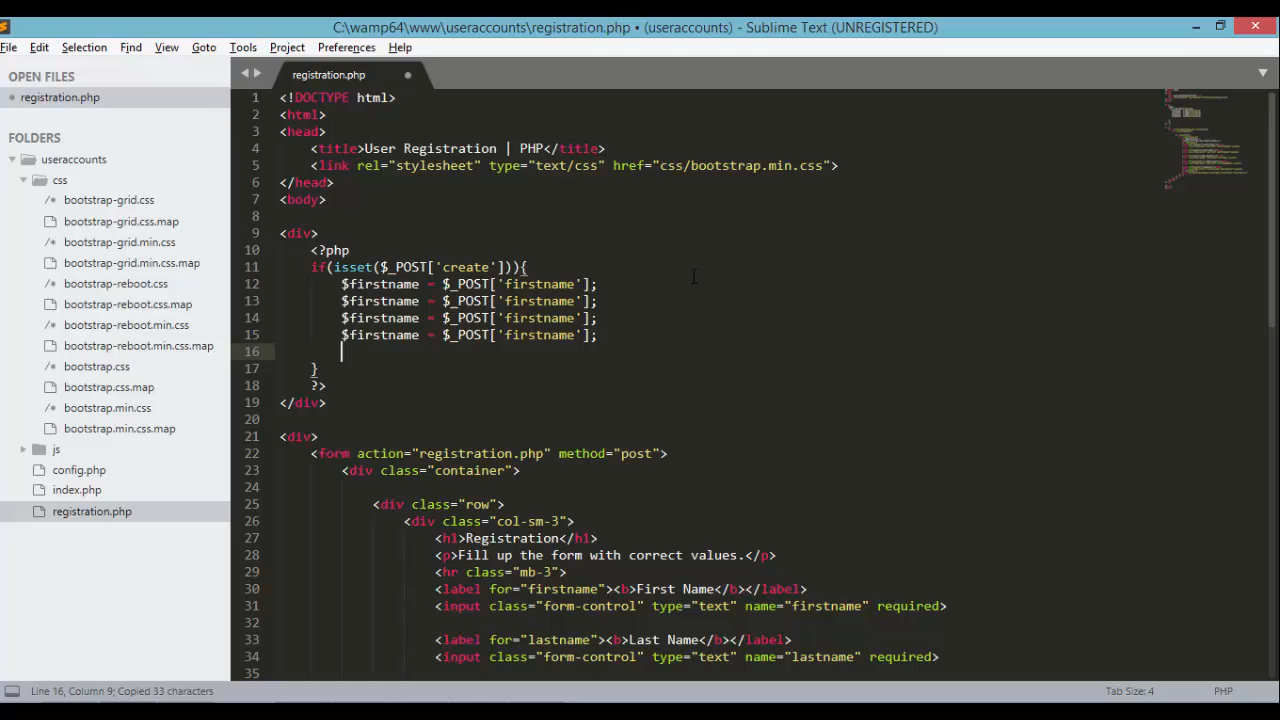 C:\wamp64\www\useraccounts\registration.php • (useraccounts) - Sublime Text (UNREGISTERED)
File Edit Selection Find View Goto Tools Project Preferences Help
OPEN FILES
registration.php
FOLDERS
useraccounts
css
/* bootstrap-grid.css
bootstrap-grid.css.map
/* bootstrap-grid.min.css
bootstrap-grid.min.css.map
/* bootstrap-reboot.css
bootstrap-reboot.css.map
/* bootstrap-reboot.min.css
bootstrap-reboot.min.css.map
/* bootstrap.css
bootstrap.css.map
/* bootstrap.min.css
bootstrap.min.css.map
js
config.php
index.php
registration.php
registration.php
1 <!DOCTYPE html>
2 <html>
3 <head>
4 <title>User Registration | PHP</title>
5 <link rel="stylesheet" type="text/css" href="css/bootstrap.min.css">
6 </head>
7 <body>
8
9 <div>
10 <?php
11 if(isset($_POST['create'])){
12 $firstname = $_POST['firstname'];
13 $firstname = $_POST['firstname'];
14 $firstname = $_POST['firstname'];
15 $firstname = $_POST['firstname'];
16
17 }
18 ?>
19 </div>
20
21 <div>
22 <form action="registration.php" method="post">
23 <div class="container">
24
25 <div class="row">
26 <div class="col-sm-3">
27 <h1>Registration</h1>
28 <p>Fill up the form with correct values.</p>
29 <hr class="mb-3">
30 <label for="firstname"><b>First Name</b></label>
31 <input class="form-control" type="text" name="firstname" required>
32
33 <label for="lastname"><b>Last Name</b></label>
34 <input class="form-control" type="text" name="lastname" required>
35
Line 16, Column 9; Copied 33 characters
Tab Size: 4
PHP